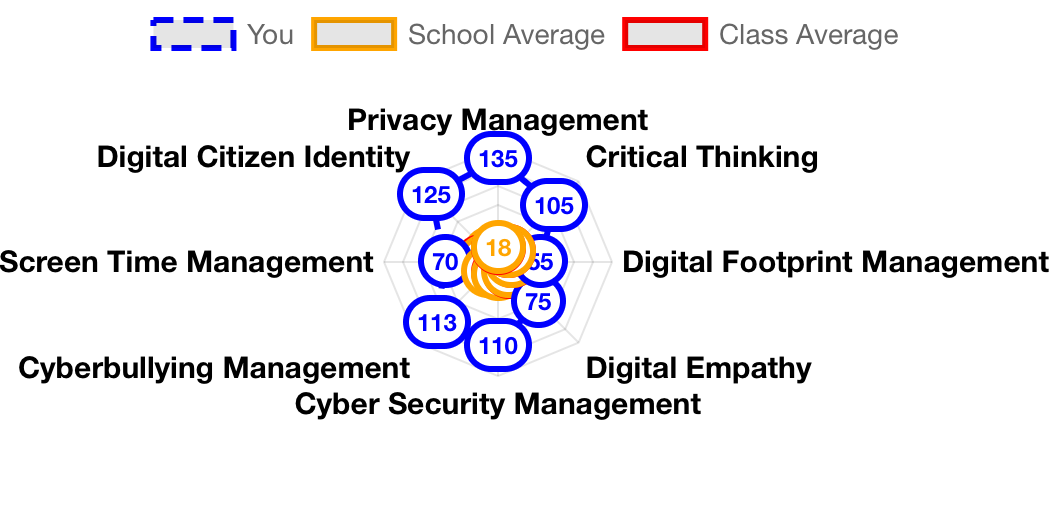 You School Average Class Average
Privacy Management
Digital Citizen Identity Critical Thinking
135
125
105
18
Screen Time Management 70 55 Digital Footprint Management
75
113
110
Cyberbullying Management Digital Empathy
Cyber Security Management